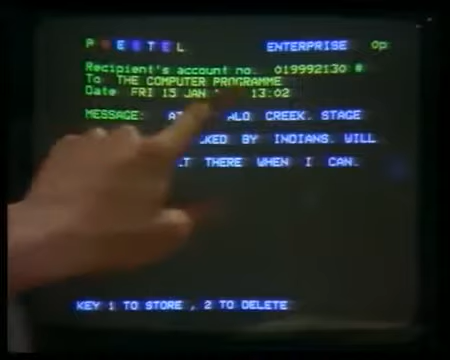 PRESTEL ENTERPRISE 0p
Recipient's account no. 019992130 #
To THE COMPUTER PROGRAMME
Date FRI 15 JAN 13:02
MESSAGE: CREEK. STAGE
BY INDIANS. WILL
THERE WHEN I CAN.
KEY 1 TO STORE , 2 TO DELETE